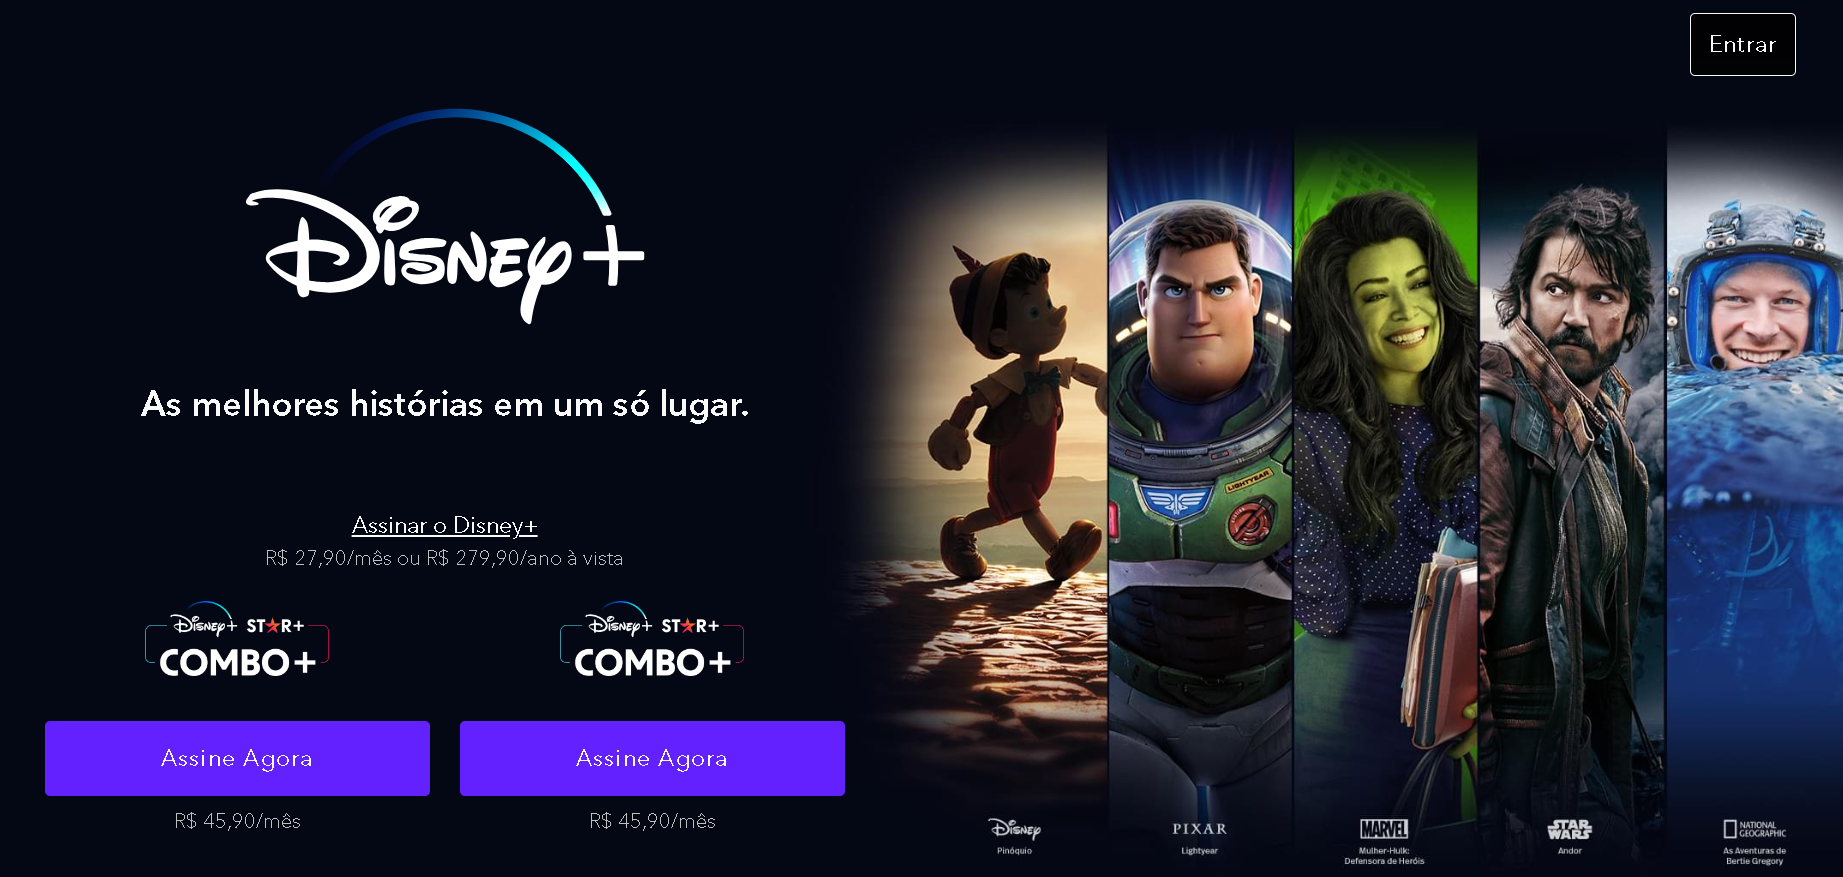 Entrar
Disney+
As melhores histórias em um só lugar.
Assinar o Disney+
R$ 27,90/mês ou R$ 279,90/ano à vista
Disney+ STAR+
COMBO+
Assine Agora
R$ 45,90/mês
Disney+ STAR+
COMBO+
Assine Agora
R$ 45,90/mês
LIGHTYEAR
Disney
Pinóquio
PIXAR
Lightyear
MARVEL
Mulher-Hulk:
Defensora de Heróis
STAR
WARS
Andor
NATIONAL
GEOGRAPHIC
As Aventuras de
Bertie Gregory